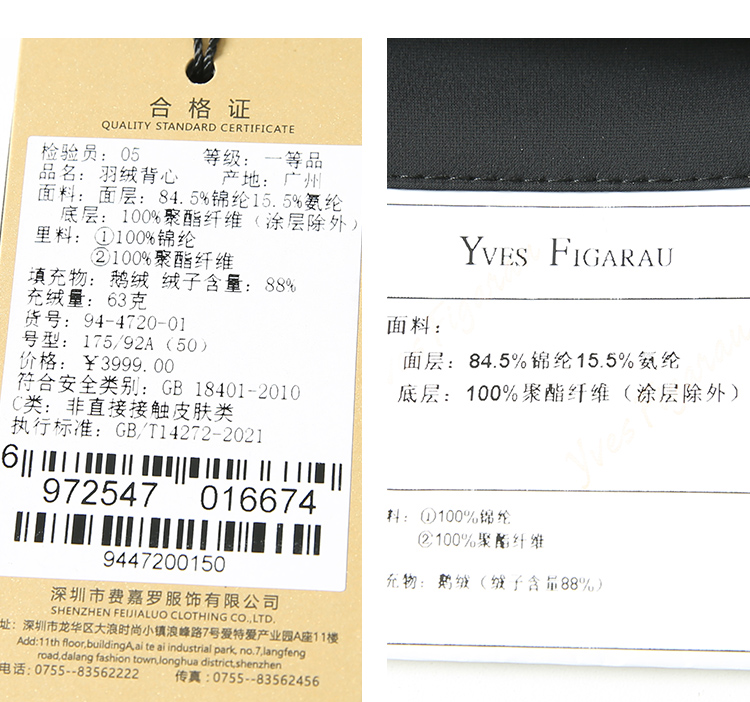 合格证
QUALITY STANDARD CERTIFICATE
检验员：05 等级：一等品
品名：羽绒背心 产地：广州
面料：面层：84.5%锦纶15.5%氨纶
底层：100%聚酯纤维（涂层除外）
里料：①100%锦纶
②100%聚酯纤维
填充物：鹅绒 绒子含量：88%
充绒量：63克
货号：94-4720-01
号型：175/92A（50）
价格：￥3999.00
符合安全类别：GB 18401-2010
C类：非直接接触皮肤类
执行标准：GB/T14272-2021
6 972547 016674
9447200150
深圳市费嘉罗服饰有限公司
SHENZHEN FEIJIALUO CLOTHING CO.,LTD.
址：深圳市龙华区大浪时尚小镇浪峰路7号爱特爱产业园A座11楼
Add:11th floor,buildingA,ai te ai industrial park, no.7,langfeng
road,dalang fashion town,longhua district,shenzhen
电话：0755--83562222 传真：0755--83562456
YVES FIGARAU
面料：
面层：84.5%锦纶15.5%氨纶
底层：100%聚酯纤维（涂层除外）
Yves Figarau
料：①100%锦纶
②100%聚酯纤维
充物：鹅绒（绒子含量88%）